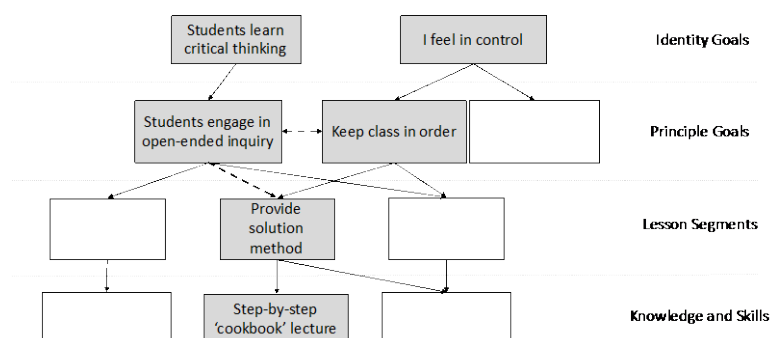 Students learn
critical thinking
I feel in control
Identity Goals
Students engage in
open-ended inquiry
Keep class in order
Principle Goals
Provide
solution
method
Lesson Segments
Step-by-step
'cookbook' lecture
Knowledge and Skills